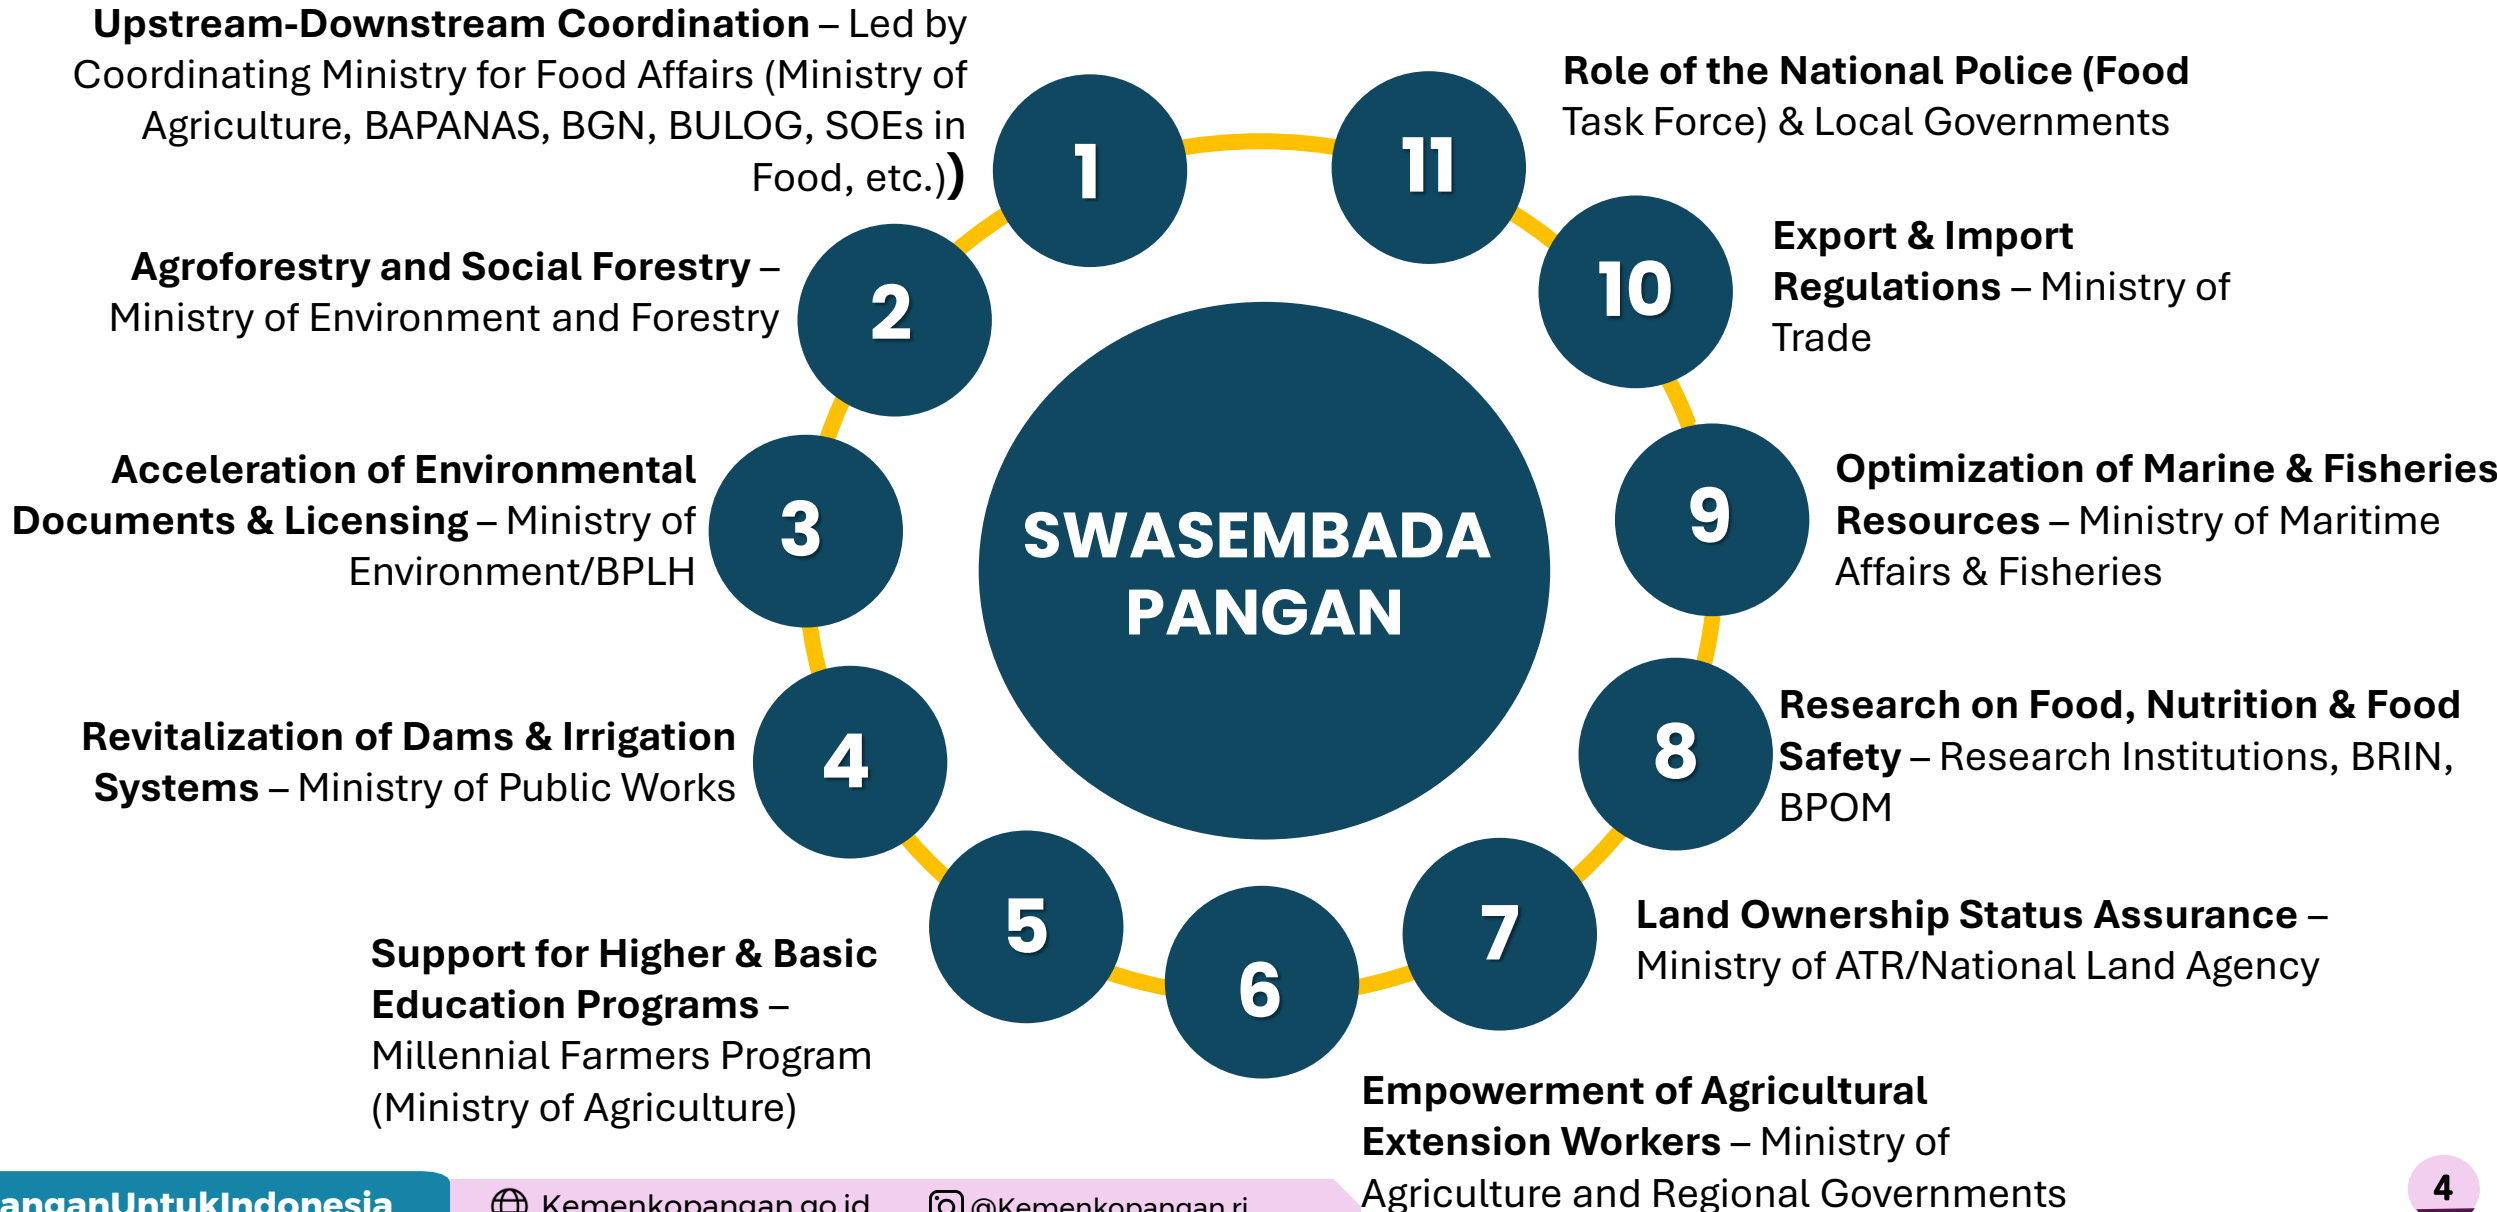 Upstream-Downstream Coordination – Led by
Coordinating Ministry for Food Affairs (Ministry of
Agriculture, BAPANAS, BGN, BULOG, SOEs in
Food, etc.))
1
Agroforestry and Social Forestry –
Ministry of Environment and Forestry
2
Acceleration of Environmental
Documents & Licensing – Ministry of
Environment/BPLH
3
Revitalization of Dams & Irrigation
Systems – Ministry of Public Works
4
Support for Higher & Basic
Education Programs –
Millennial Farmers Program
(Ministry of Agriculture)
5
Empowerment of Agricultural
Extension Workers – Ministry of
Agriculture and Regional Governments
6
Land Ownership Status Assurance –
Ministry of ATR/National Land Agency
7
Research on Food, Nutrition & Food
Safety – Research Institutions, BRIN,
BPOM
8
Optimization of Marine & Fisheries
Resources – Ministry of Maritime
Affairs & Fisheries
9
Export & Import
Regulations – Ministry of
Trade
10
Role of the National Police (Food
Task Force) & Local Governments
11
SWASEMBADA
PANGAN
anganUntukIndonesia
Kemenkopangan.go.id
@Kemenkopangan.ri
4